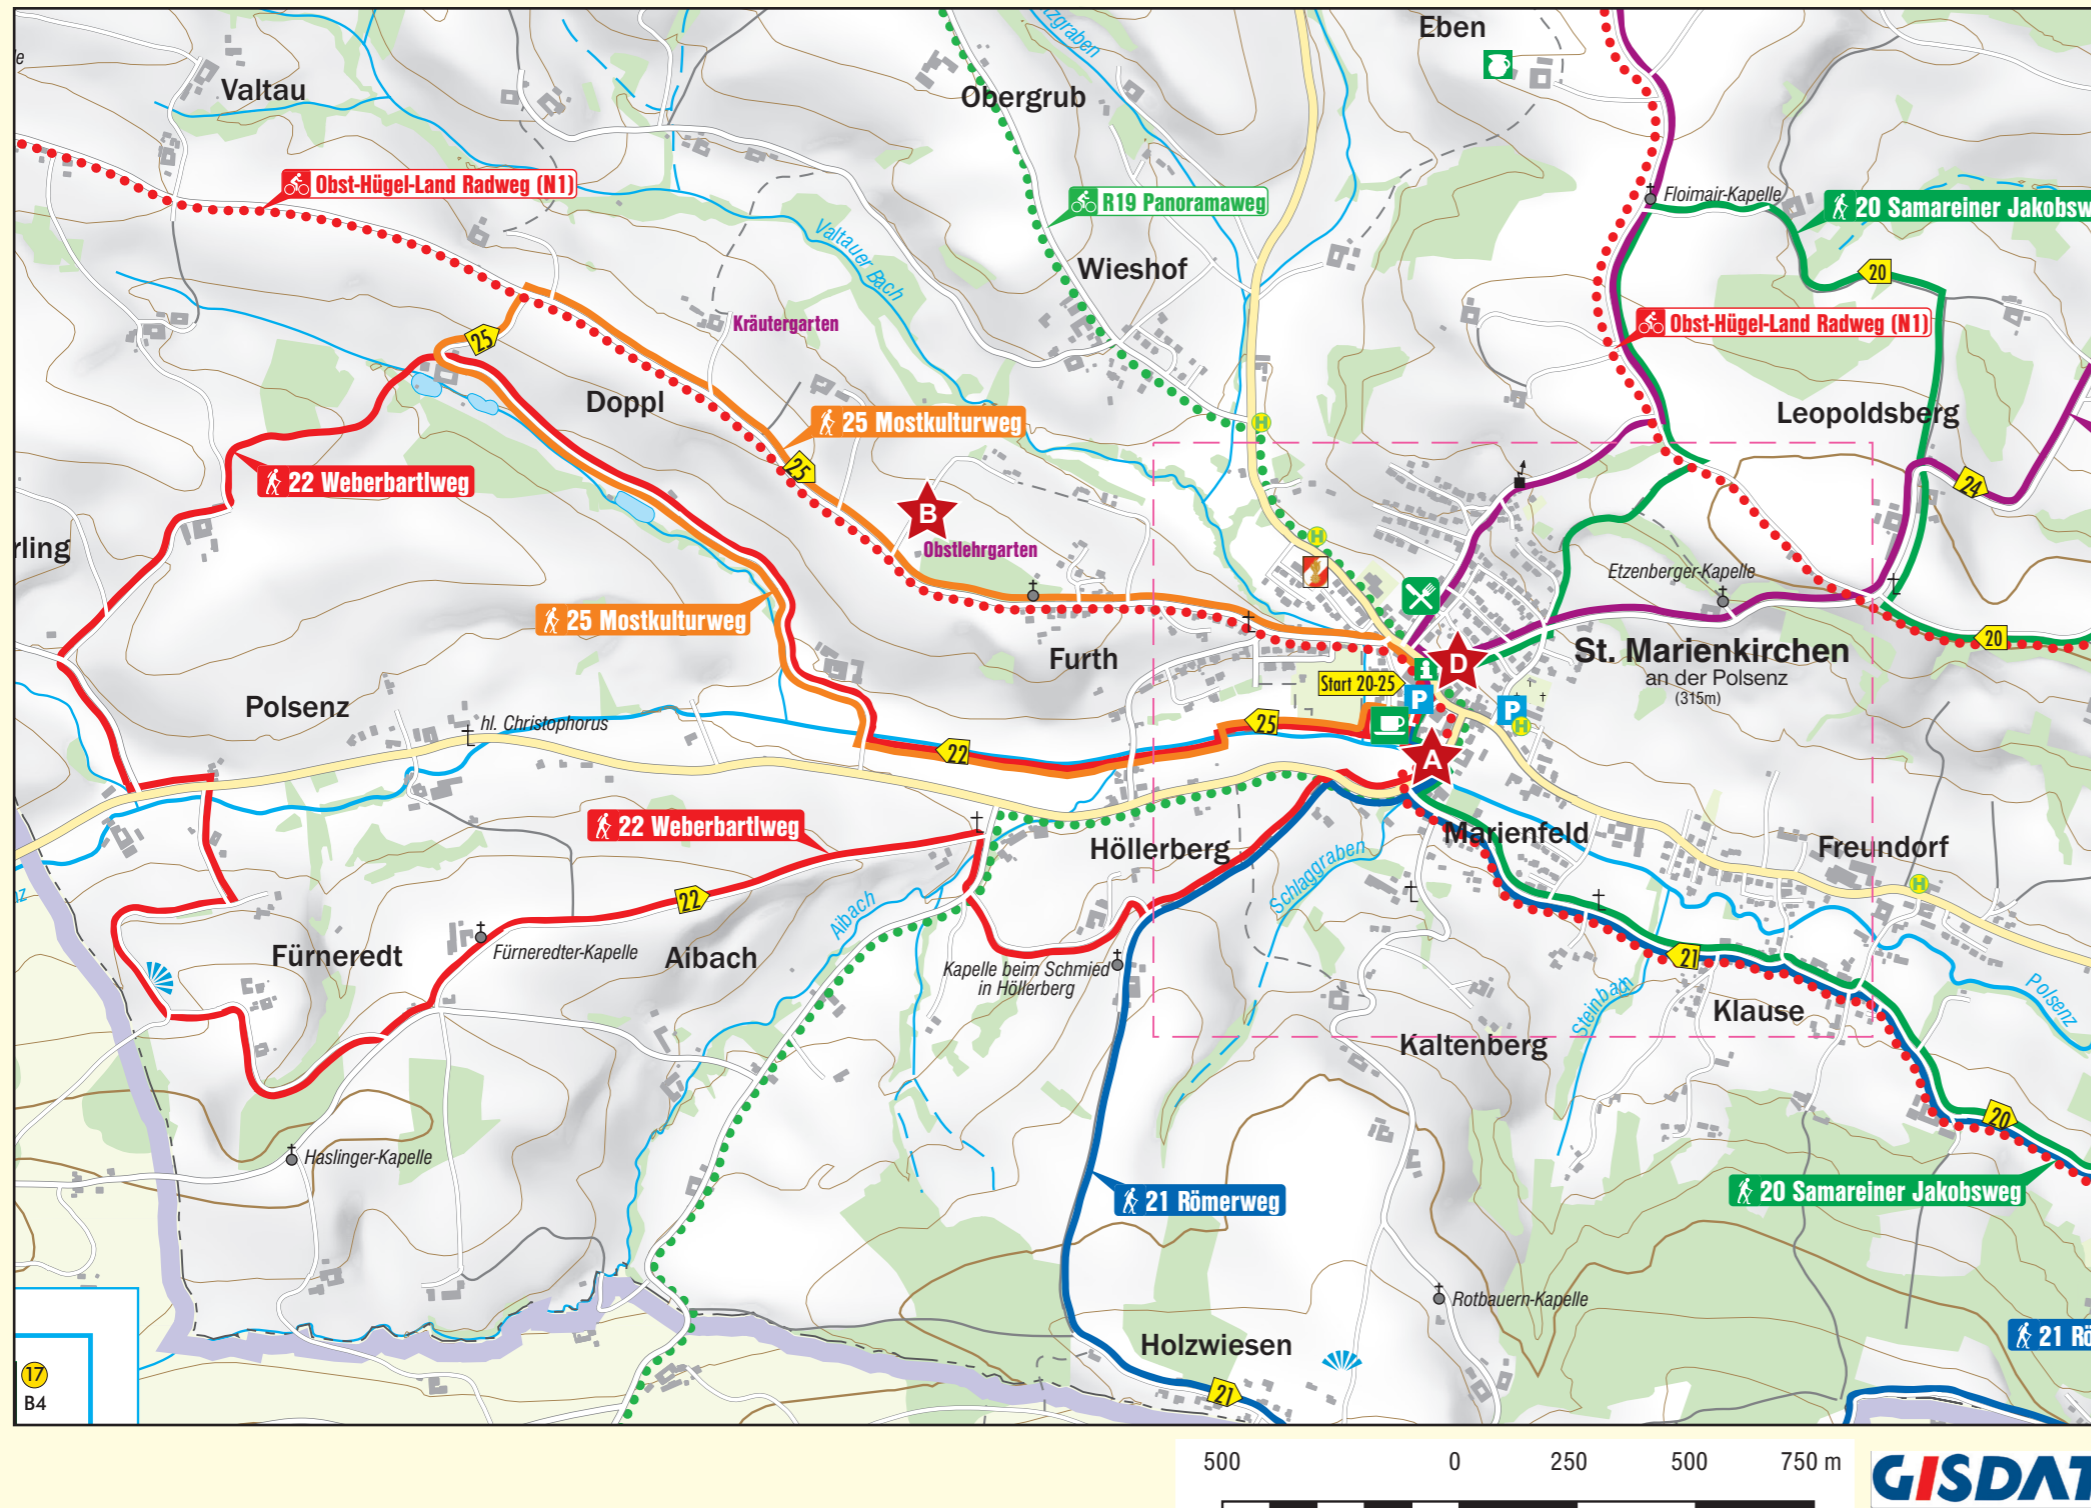 Eben
Valtau
Obergrub
Obst-Hügel-Land Radweg (N1)
R19 Panoramaweg
Floimair-Kapelle
20 Samareiner Jakobsw
Valtauer Bach
Wieshof
20
Kräutergarten
Obst-Hügel-Land Radweg (N1)
25
Doppl
25 Mostkulturweg
Leopoldsberg
H
22 Weberbartlweg
25
24
B
Obstlehrgarten
H
rling
Etzenberger-Kapelle
25 Mostkulturweg
Furth
D
St. Marienkirchen
an der Polsenz
(315m)
20
i
Start 20-25
P
P
H
Polsenz
hl. Christophorus
25
22
A
22 Weberbartlweg
Höllerberg
Marienfeld
Freundorf
Schlaggraben
H
22
Aibach
Fürneredt
Fürneredter-Kapelle
Aibach
Kapelle beim Schmied
in Höllerberg
21
Steinbach
Klause
Polsenz
Kaltenberg
20
Haslinger-Kapelle
21 Römerweg
20 Samareiner Jakobsweg
Rotbauern-Kapelle
21 Rö
Holzwiesen
17
B4
21
500 0 250 500 750 m
GISDAT